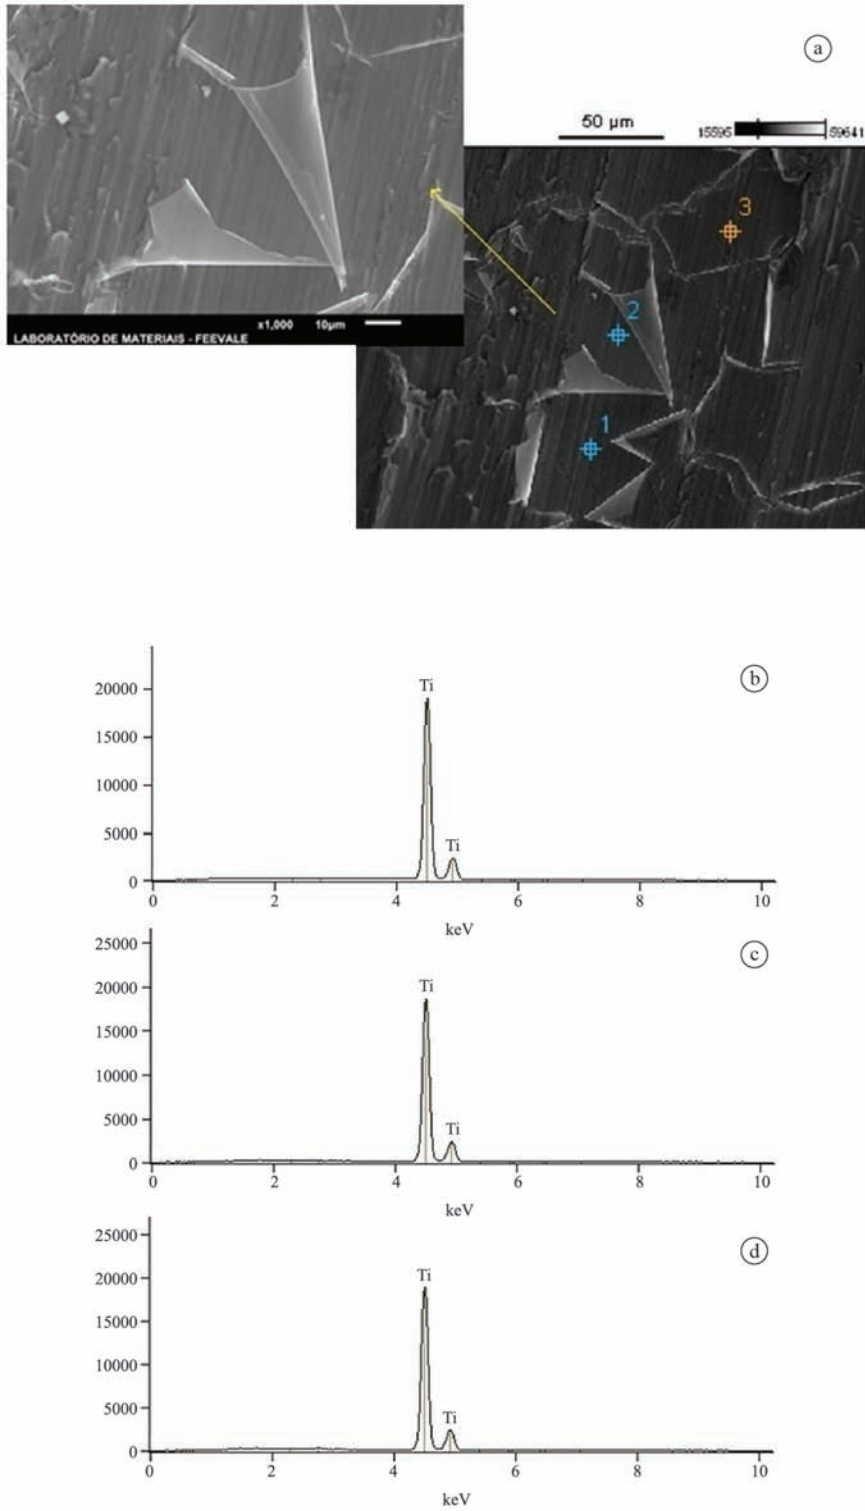 a
50 µm
15595 59641
3
2
1
x1,000 10µm
LABORATÓRIO DE MATERIAIS - FEEVALE
b
20000
15000
10000
5000
0
Ti
Ti
0 2 4 6 8 10
keV
c
25000
20000
15000
10000
5000
0
Ti
Ti
0 2 4 6 8 10
keV
d
25000
20000
15000
10000
5000
0
Ti
Ti
0 2 4 6 8 10
keV